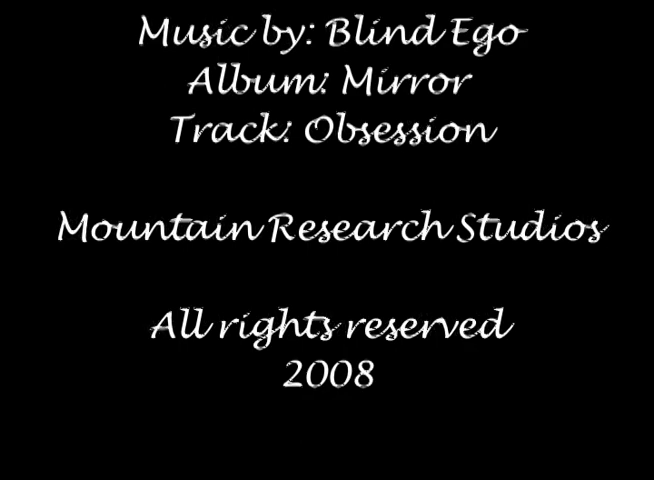 Music by: Blind Ego
Album: Mirror
Track: Obsession
Mountain Research Studios
All rights reserved
2008